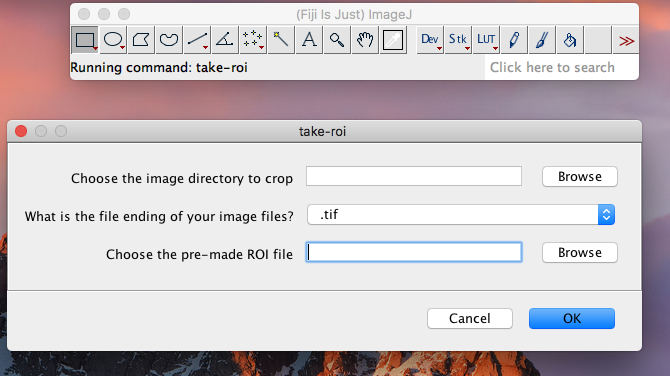 (Fiji Is Just) ImageJ
A Dev Stk LUT >>
Running command: take-roi Click here to search
take-roi
Choose the image directory to crop Browse
What is the file ending of your image files? .tif
Choose the pre-made ROI file Browse
Cancel OK